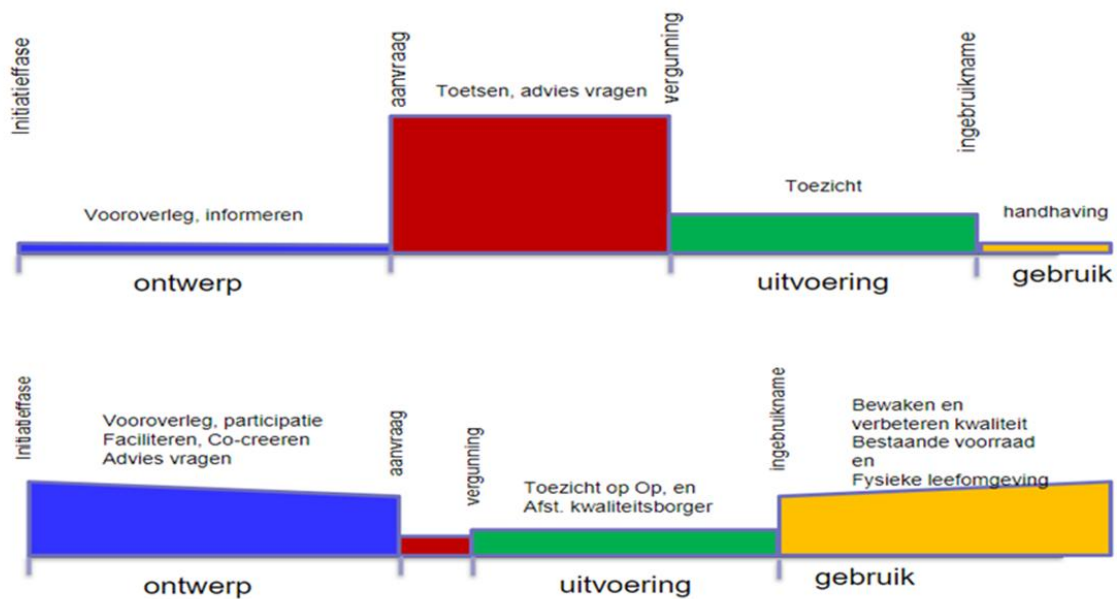 Initiatieffase
aanvraag
Toetsen, advies vragen
vergunning
ingebruikname
Vooroverleg, informeren
Toezicht
handhaving
ontwerp
uitvoering
gebruik
Initiatieffase
Vooroverleg, participatie
Faciliteren, Co-creeren
Advies vragen
aanvraag
vergunning
Toezicht op Op, en
Afst. kwaliteitsborger
ingebruikname
Bewaken en
verbeteren kwaliteit
Bestaande voorraad
en
Fysieke leefomgeving
ontwerp
uitvoering
gebruik